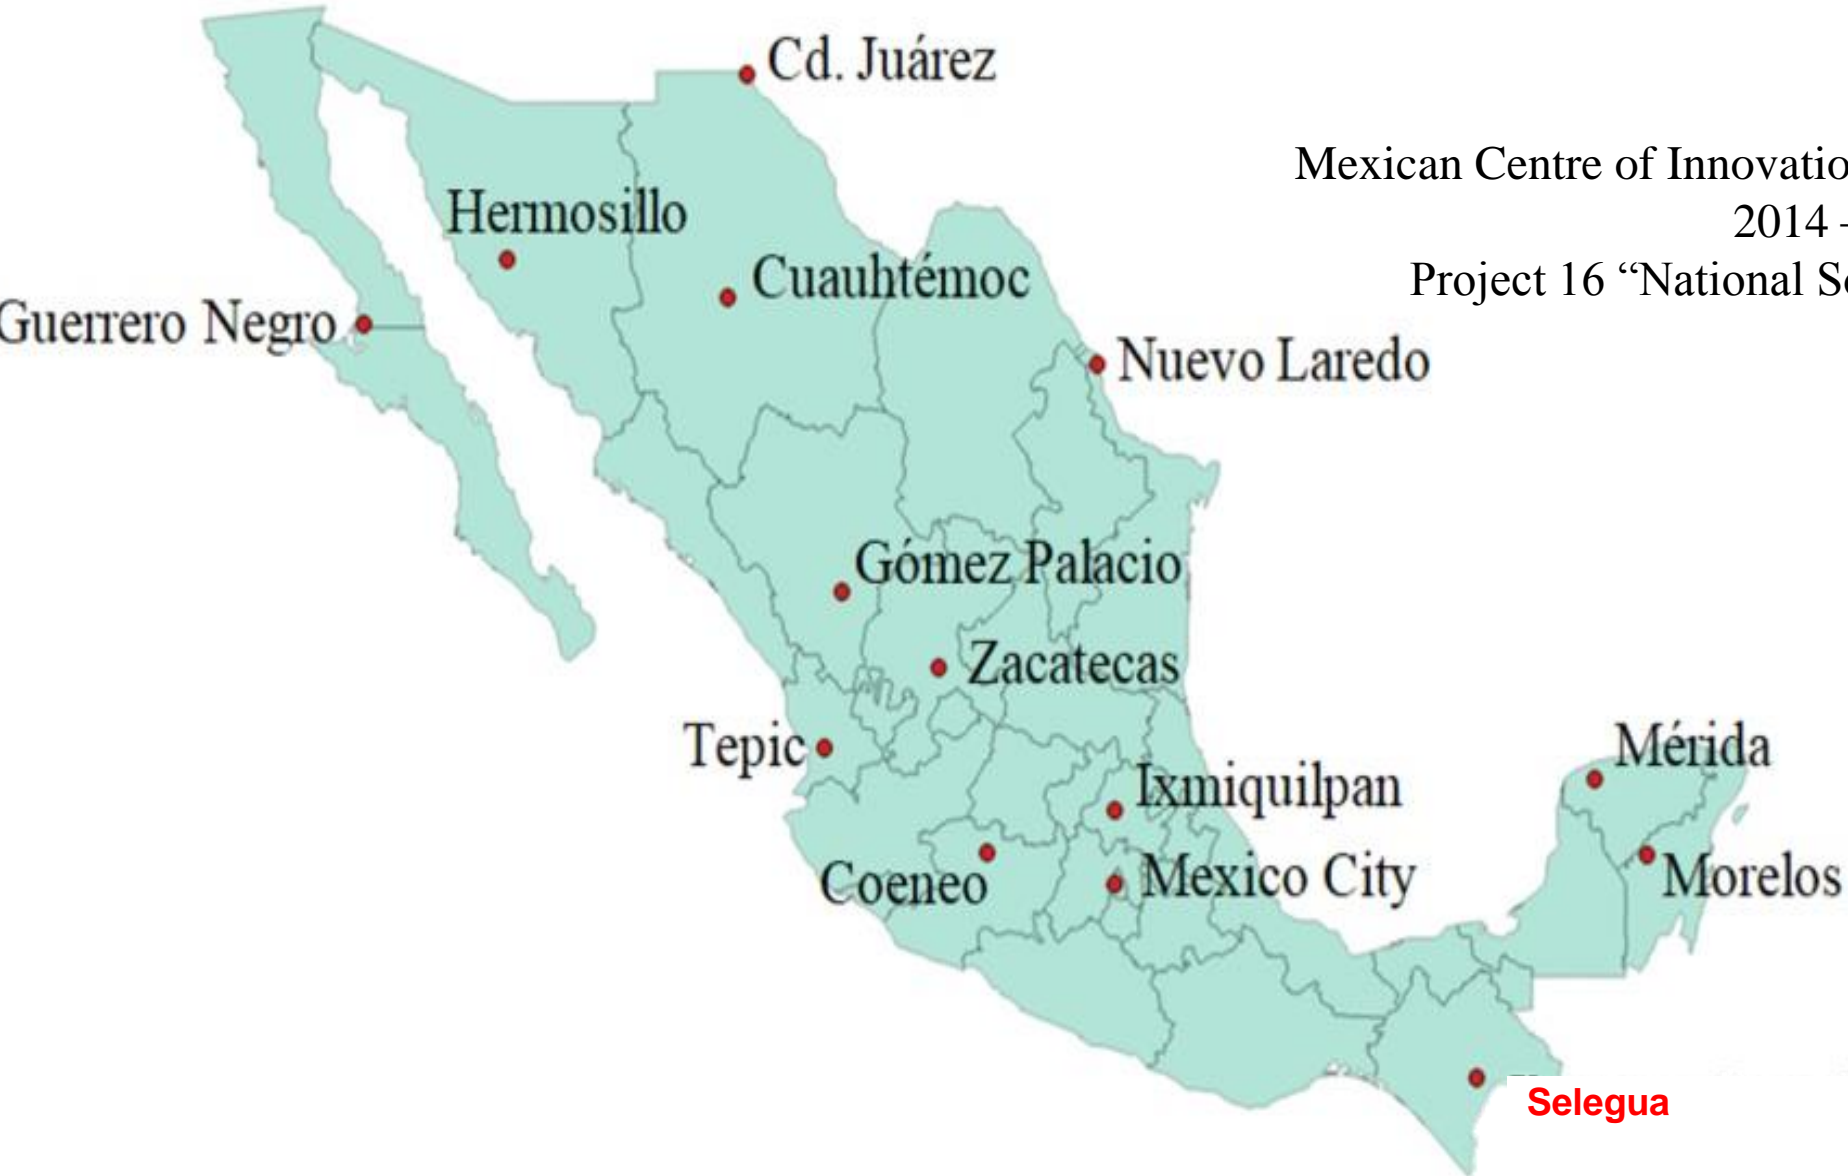 Cd. Juárez
Mexican Centre of Innovatio
2014 -
Project 16 “National S
Hermosillo
Cuauhtémoc
Guerrero Negro
Nuevo Laredo
Gómez Palacio
Zacatecas
Tepic
Mérida
Ixmiquilpan
Coeneo
Mexico City
Morelos
Selegua